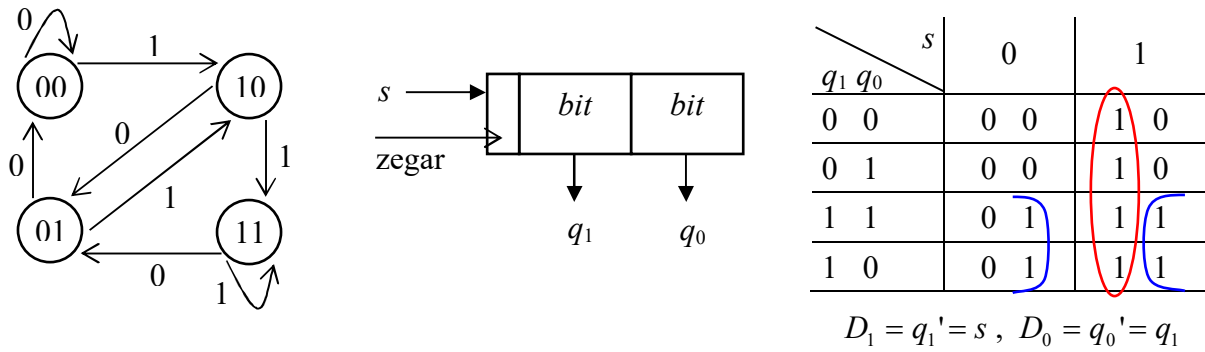 0
1
00
10
0
0
1
1
01
11
0
1
s
bit bit
zegar
q₁ q₀
s 0 1
q₁ q₀
0 0 0 0 1 0
0 1 0 0 1 0
1 1 0 1 1 1
1 0 0 1 1 1
D₁ = q₁' = s , D₀ = q₀' = q₁